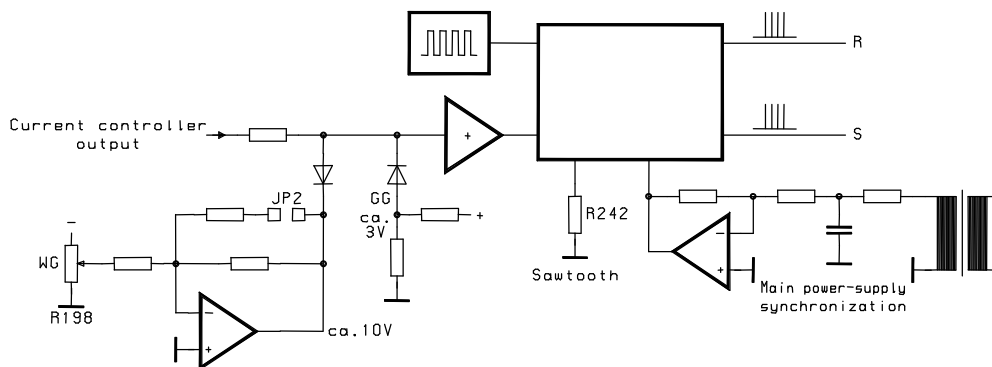 R
Current controller
output
+
S
JP2
GG
ca.
3V
+
R242
-
WG
R198
-
+
ca.10V
Sawtooth
-
+
Main power-supply
synchronization